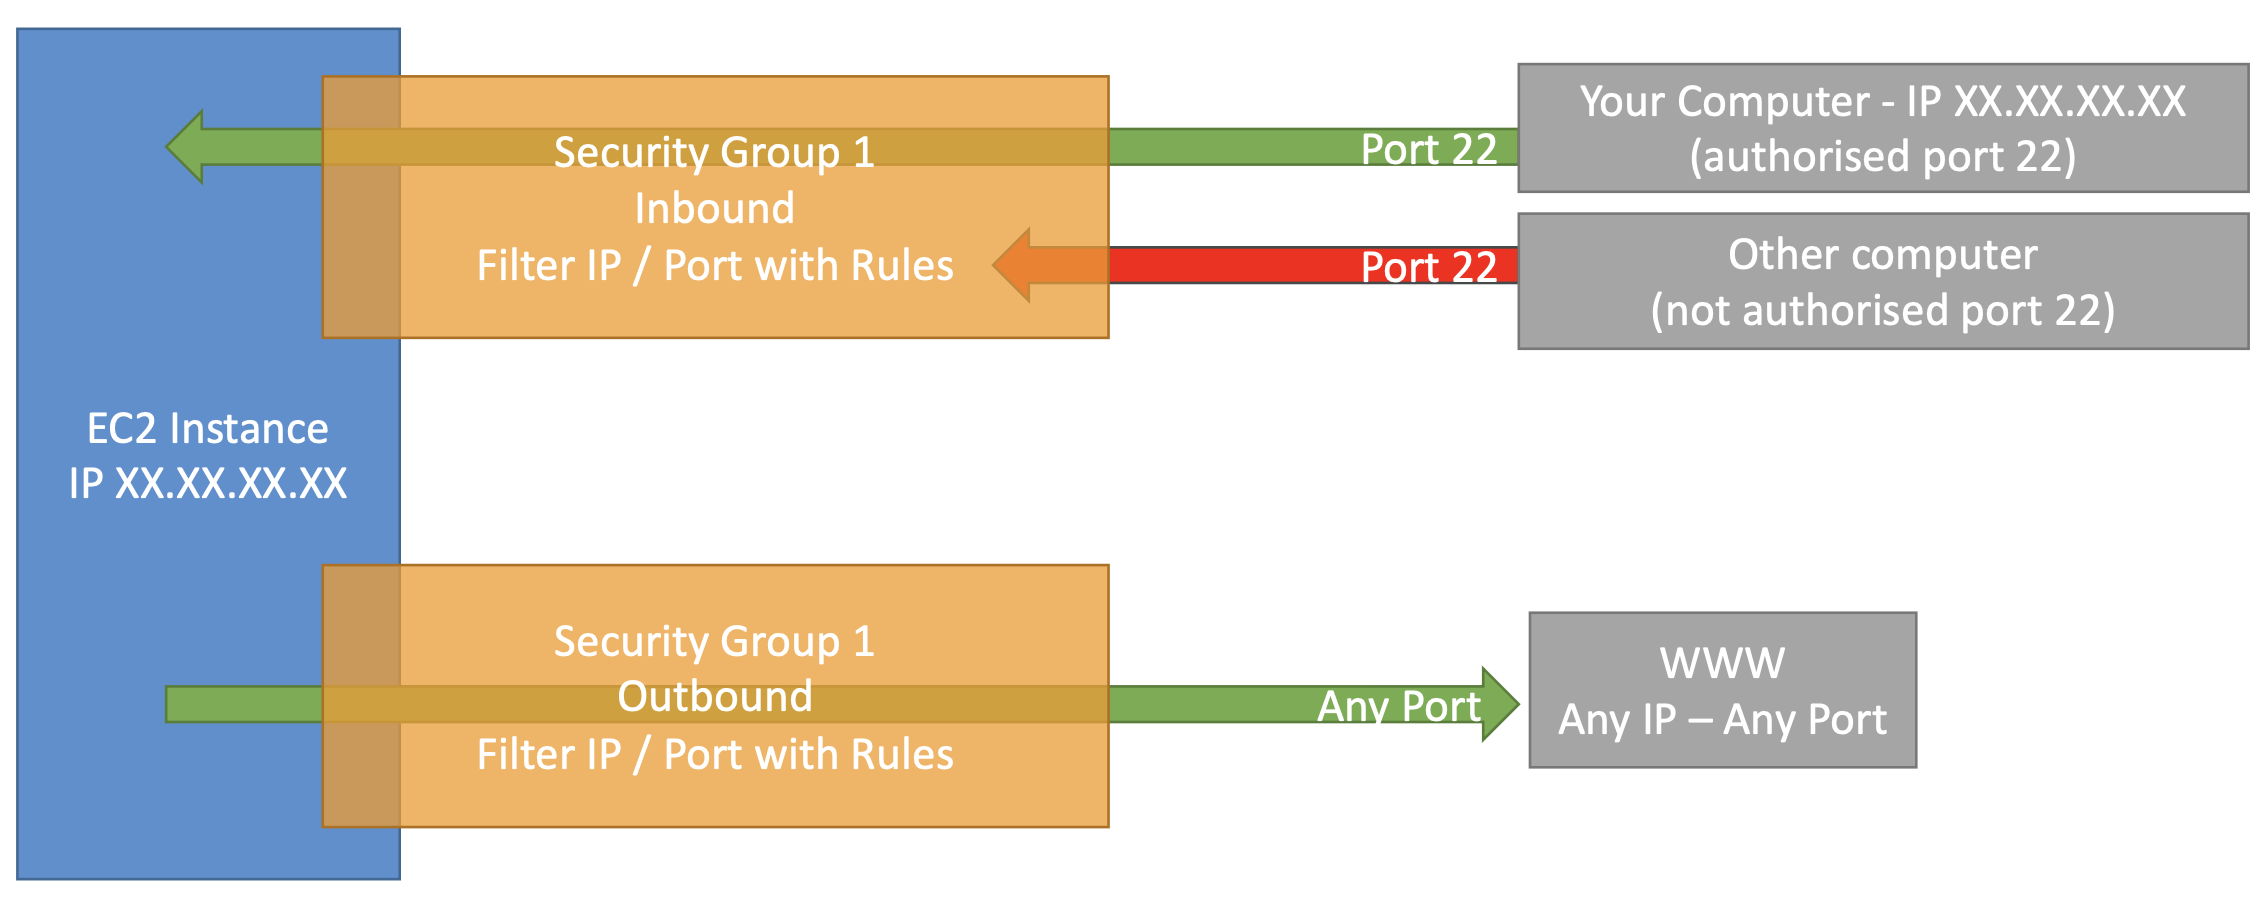 Your Computer - IP XX.XX.XX.XX
(authorised port 22)
Port 22
Security Group 1
Inbound
Filter IP / Port with Rules
Port 22
Other computer
(not authorised port 22)
EC2 Instance
IP XX.XX.XX.XX
Security Group 1
Outbound
Filter IP / Port with Rules
Any Port
WWW
Any IP – Any Port